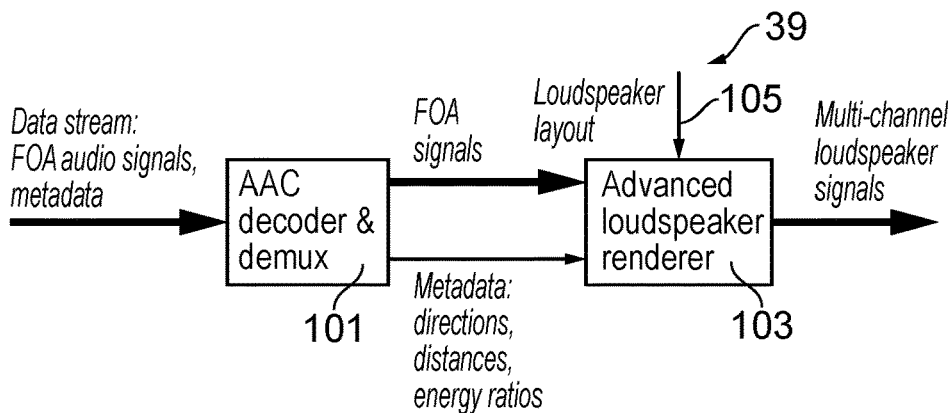 39
Data stream:
FOA audio signals,
metadata
AAC
decoder &
demux
101
FOA
signals
Metadata:
directions,
distances,
energy ratios
Loudspeaker
layout
105
Advanced
loudspeaker
renderer
103
Multi-channel
loudspeaker
signals